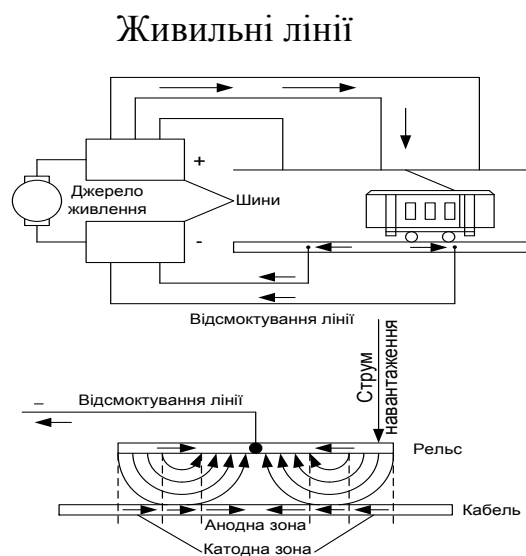 Живильні лінії
+
Джерело
живлення
Шини
-
Відсмоктування лінії
Струм
навантаження
–
Відсмоктування лінії
Рельс
Кабель
Анодна зона
Катодна зона